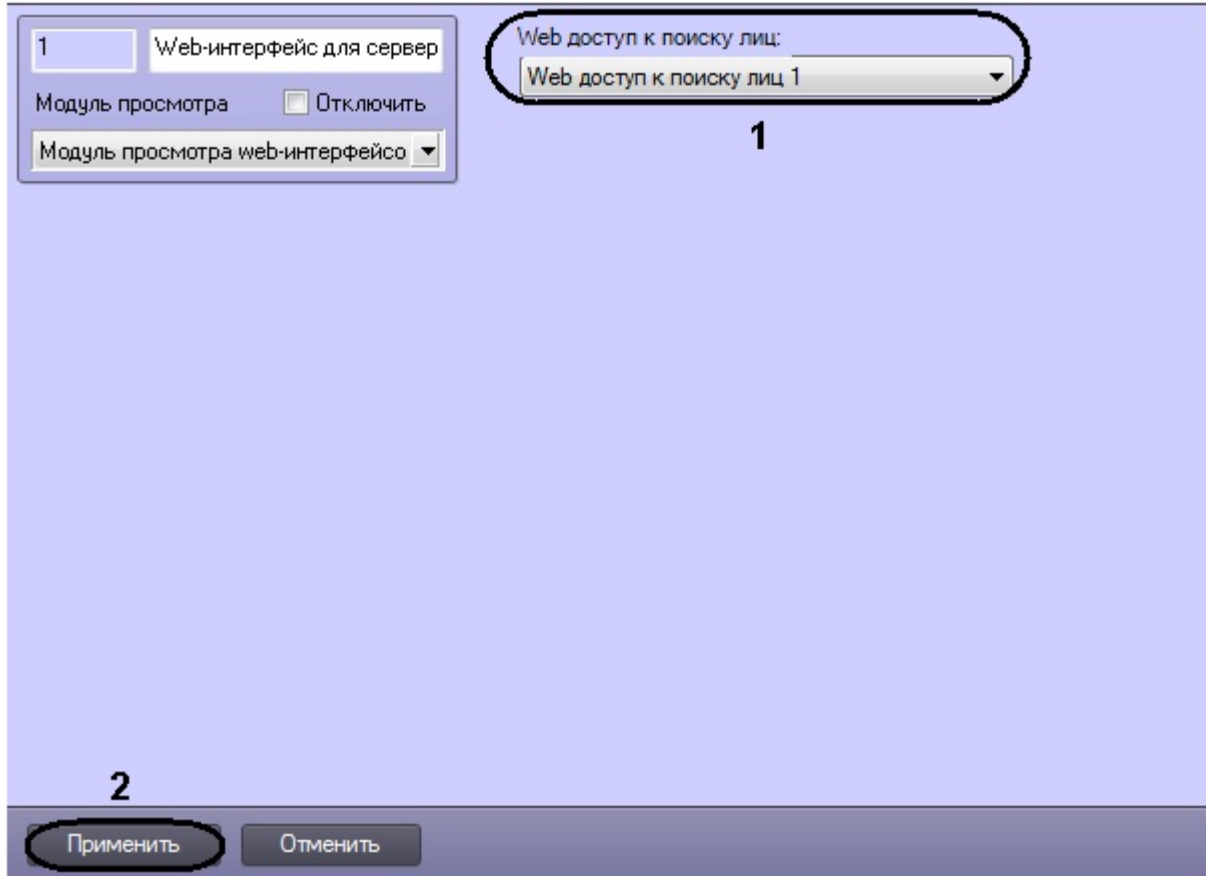 1
Web-интерфейс для сервер
Модуль просмотра
Отключить
Модуль просмотра web-интерфейсо
Web доступ к поиску лиц:
Web доступ к поиску лиц 1
1
2
Применить
Отменить